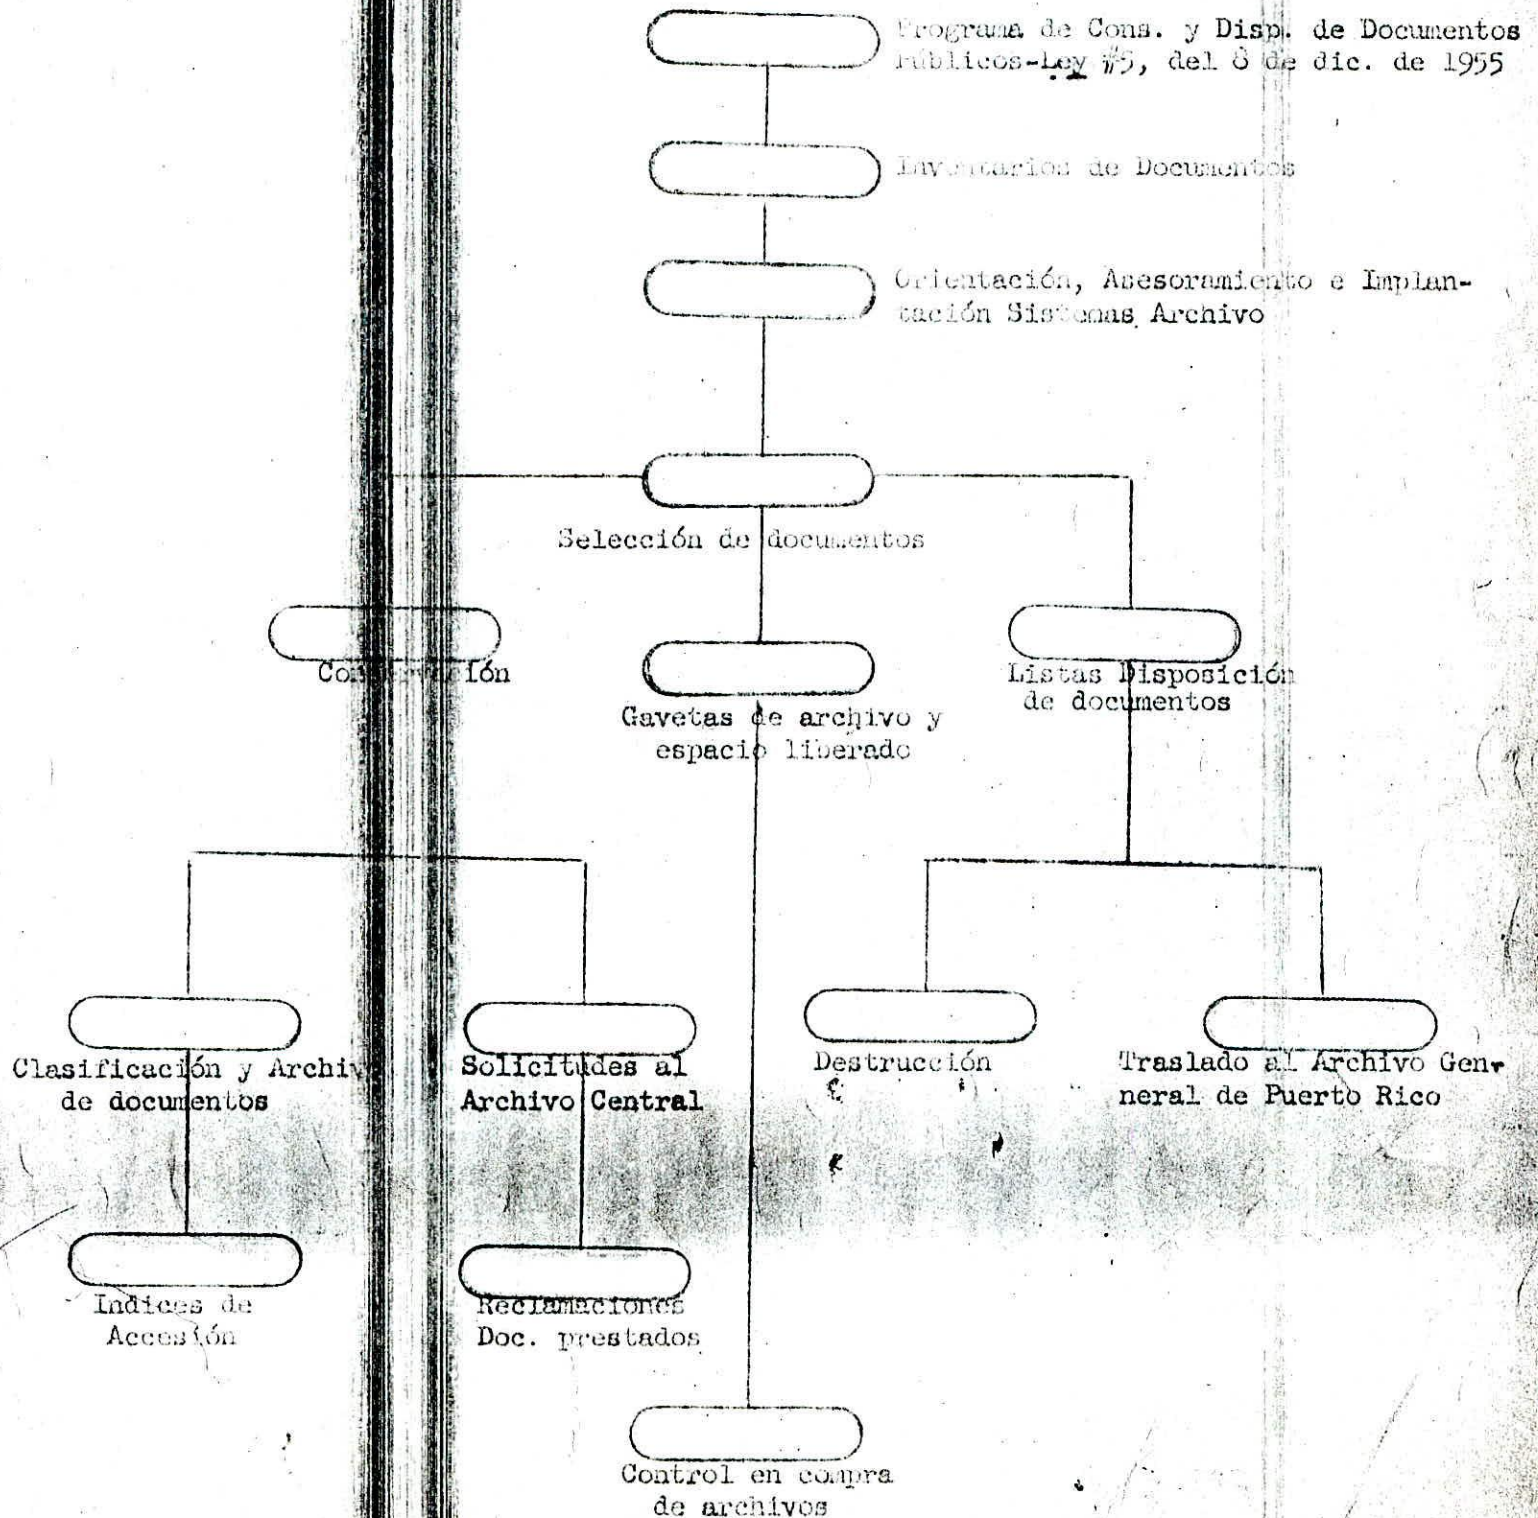 Programa de Cons. y Disp. de Documentos
Públicos-Ley #5, del 8 de dic. de 1955
Inventarios de Documentos
Orientación, Asesoramiento e Implan-
tación Sistemas Archivo
Selección de documentos
Conservación
Gavetas de archivo y
espacio liberado
Listas Disposición
de documentos
Clasificación y Archiv
de documentos
Solicitudes al
Archivo Central
Destrucción
Traslado al Archivo Gen-
neral de Puerto Rico
Indices de
Accesión
Reclamaciones
Doc. prestados
Control en compra
de archivos